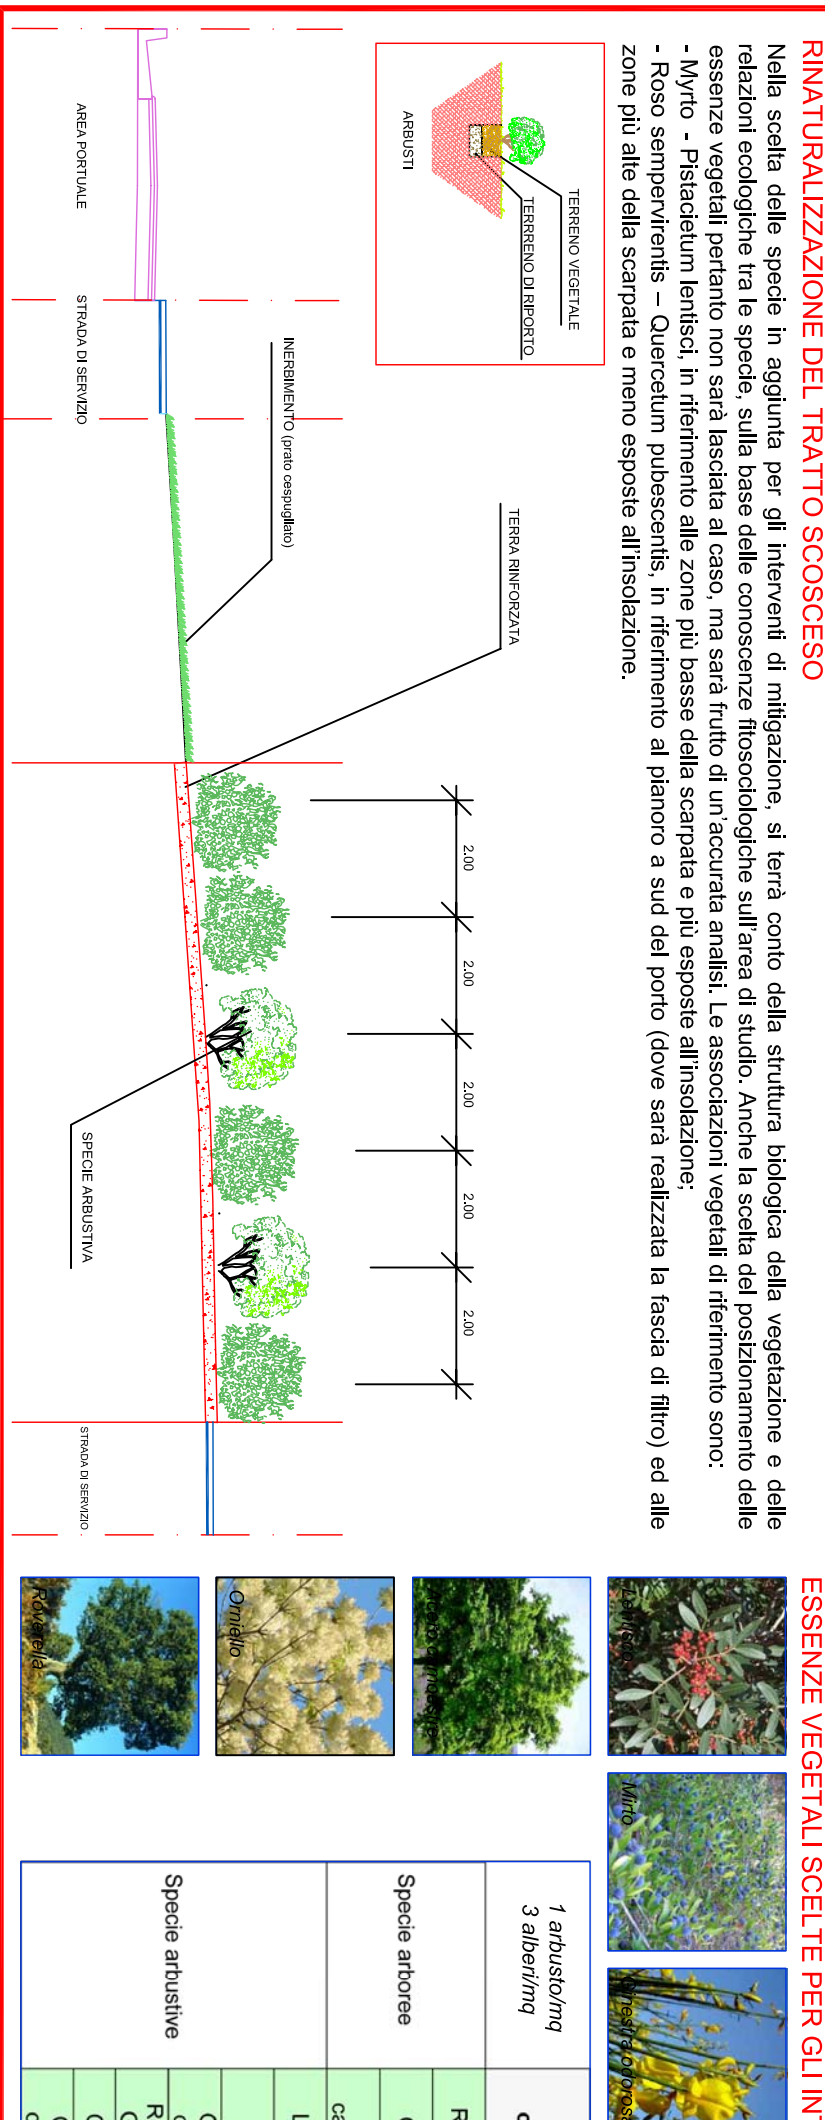 RINATURALIZZAZIONE DEL TRATTO SCOSCESO
Nella scelta delle specie in aggiunta per gli interventi di mitigazione, si terrà conto della struttura biologica della vegetazione e delle
relazioni ecologiche tra le specie, sulla base delle conoscenze fitosociologiche sull'area di studio. Anche la scelta del posizionamento delle
essenze vegetali pertanto non sarà lasciata al caso, ma sarà frutto di un'accurata analisi. Le associazioni vegetali di riferimento sono:
- Myrto - Pistacietum lentisci, in riferimento alle zone più basse della scarpata e più esposte all'insolazione;
- Roso sempervirentis – Quercetum pubescentis, in riferimento al pianoro a sud del porto (dove sarà realizzata la fascia di filtro) ed alle
zone più alte della scarpata e meno esposte all'insolazione.
TERRENO VEGETALE
TERRRENO DI RIPORTO
ARBUSTI
TERRA RINFORZATA
2.00
2.00
2.00
2.00
2.00
INERBIMENTO (prato cespugliato)
AREA PORTUALE
STRADA DI SERVIZIO
SPECIE ARBUSTIVA
STRADA DI SERVIZIO
ESSENZE VEGETALI SCELTE PER GLI INT
Lentisco
Mirto
Ginestra odorosa
Acero campestre
Orniello
Roverella
1 arbusto/mq
3 alberi/mq
Specie arboree
Specie arbustive